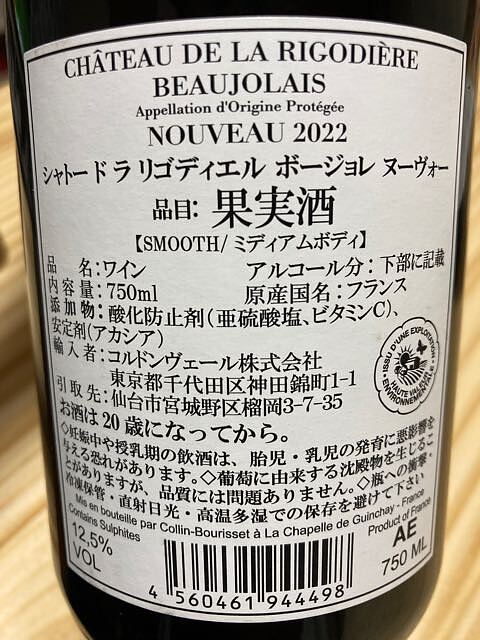 CHÂTEAU DE LA RIGODIÈRE
BEAUJOLAIS
Appellation d'Origine Protégée
NOUVEAU 2022
シャトー ド ラ リゴディエル ボージョレ ヌーヴォー
品目: 果実酒
【SMOOTH/ミディアムボディ】
品 名:ワイン アルコール分:下部に記載
内容量:750ml 原産国名:フランス
添加物:酸化防止剤(亜硫酸塩、ビタミンC)、
安定剤(アカシア)
輸入者:コルドンヴェール株式会社
東京都千代田区神田錦町1-1
引取先:仙台市宮城野区榴岡3-7-35
ISSU D'UNE EXPLOITATION
HAUTE VALEUR
ENVIRONNEMENTALE
お酒は20歳になってから。
◇妊娠中や授乳期の飲酒は、胎児・乳児の発育に悪影響を
与える恐れがあります。◇葡萄に由来する沈殿物を生じるこ
とがありますが、品質には問題ありません。◇瓶への衝撃・
冷凍保管・直射日光・高温多湿での保存を避けて下さい
Mis en bouteille par Collin-Bourisset à La Chapelle de Guinchay - France
Contains Sulphites
Product of France
12,5%
VOL
AE
750 ML
4 560461 944498